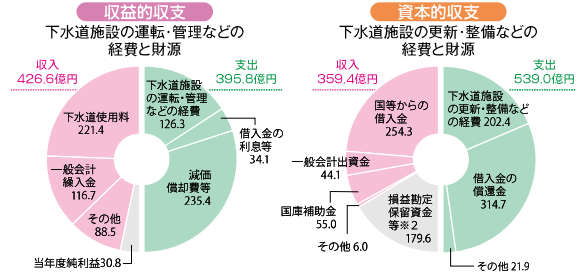 収益的収支
下水道施設の運転・管理などの
経費と財源
収入
426.6億円
支出
395.8億円
下水道使用料
221.4
一般会計
繰入金
116.7
その他
88.5
当年度純利益30.8
下水道施設
の運転・管理
などの経費
126.3
借入金の
利息等
34.1
減価
償却費等
235.4
資本的収支
下水道施設の更新・整備などの
経費と財源
収入
359.4億円
支出
539.0億円
国等からの
借入金
254.3
一般会計出資金
44.1
国庫補助金
55.0
その他 6.0
損益勘定
保留資金
等※2
179.6
下水道施設
の更新・整備など
の経費 202.4
借入金の
償還金
314.7
その他 21.9